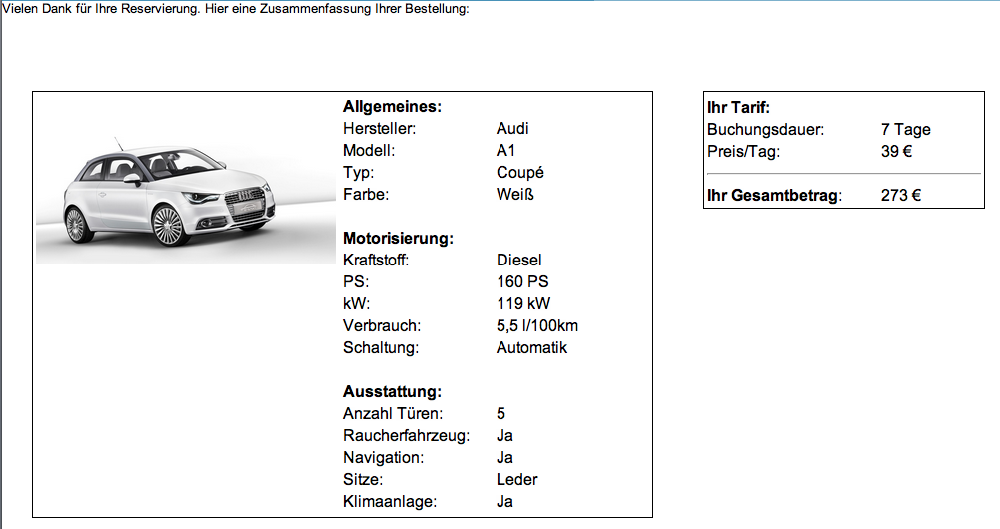 Vielen Dank für Ihre Reservierung. Hier eine Zusammenfassung Ihrer Bestellung:
Allgemeines:
Hersteller: Audi
Modell: A1
Typ: Coupé
Farbe: Weiß
Motorisierung:
Kraftstoff: Diesel
PS: 160 PS
kW: 119 kW
Verbrauch: 5,5 l/100km
Schaltung: Automatik
Ausstattung:
Anzahl Türen: 5
Raucherfahrzeug: Ja
Navigation: Ja
Sitze: Leder
Klimaanlage: Ja
Ihr Tarif:
Buchungsdauer: 7 Tage
Preis/Tag: 39 €
Ihr Gesamtbetrag: 273 €